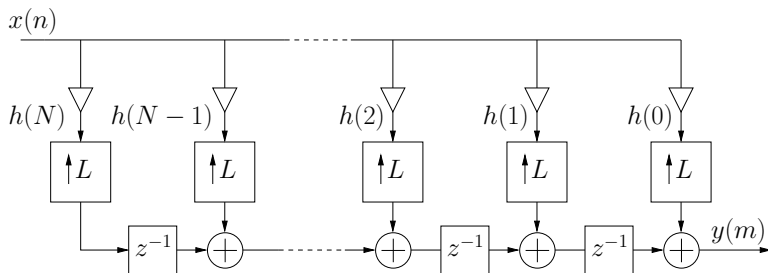 x(n)
h(N) h(N − 1) h(2) h(1) h(0)
↑L ↑L ↑L ↑L ↑L
z⁻¹ + + z⁻¹ + z⁻¹ + y(m)